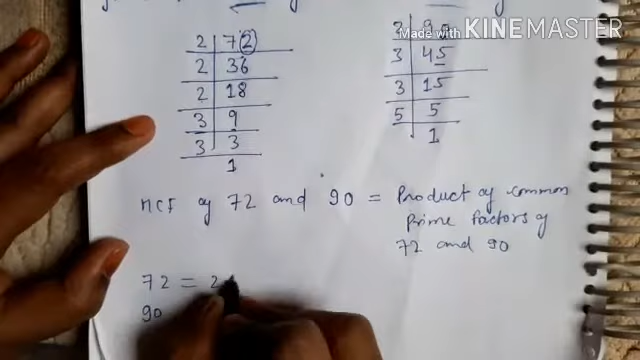 Made with KINEMASTER
2 | 72
2 | 36
2 | 18
3 | 9
3 | 3
1
9
3 | 45
3 | 15
5 | 5
1
HCF of 72 and 90 = Product of common
Prime factors of
72 and 90
72 = 2
90